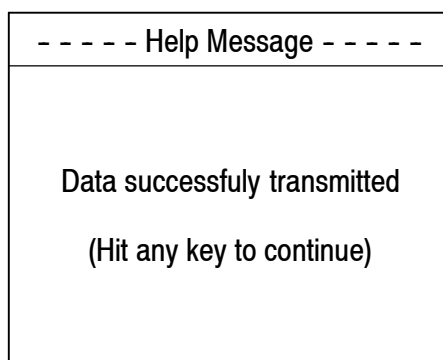 - - - - - Help Message - - - - -
Data successfuly transmitted
(Hit any key to continue)